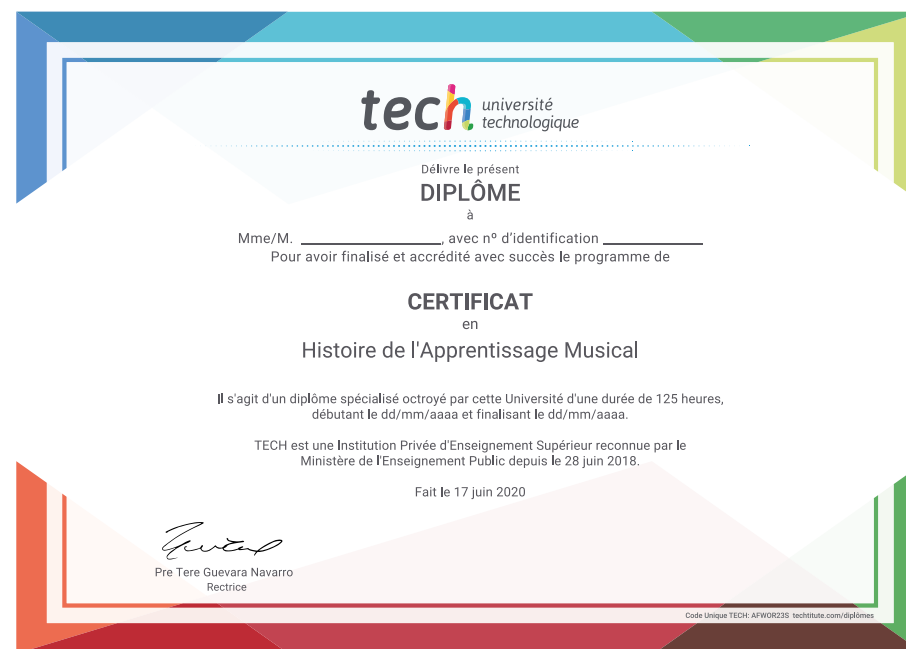 tech université
technologique
Délivre le présent
DIPLÔME
à
Mme/M. ____________________, avec nº d'identification ______________
Pour avoir finalisé et accrédité avec succès le programme de
CERTIFICAT
en
Histoire de l'Apprentissage Musical
Il s'agit d'un diplôme spécialisé octroyé par cette Université d'une durée de 125 heures,
débutant le dd/mm/aaaa et finalisant le dd/mm/aaaa.
TECH est une Institution Privée d'Enseignement Supérieur reconnue par le
Ministère de l'Enseignement Public depuis le 28 juin 2018.
Fait le 17 juin 2020
Pre Tere Guevara Navarro
Rectrice
Code Unique TECH: AFWOR23S techtitute.com/diplômes